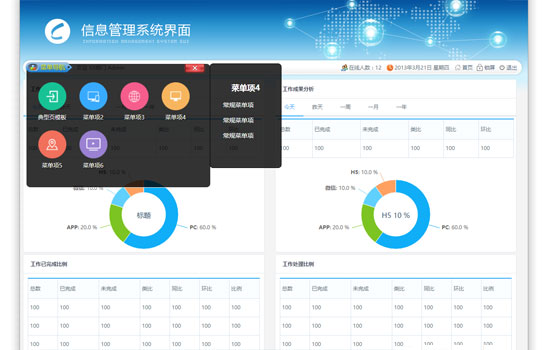 信息管理系统界面
INFORMATION MANAGEMENT SYSTEM GUI
在线人数：12 2013年3月21日 星期四 首页 锁屏 退出
菜单导航
典型页模板 菜单项2 菜单项3 菜单项4
菜单项5 菜单项6
菜单项4
常规菜单项
常规菜单项
常规菜单项
工作成果分析
今天 昨天 一周 一月 一年
总数 已完成 未完成 类比 同比 环比
100 100 100 100 100 100
H5: 10.0 %
微信:
APP: 20.0 %
PC: 60.0 %
标题
H5: 10.0 %
微信:
APP: 20.0 %
PC: 60.0 %
H5 10 %
工作已完成比例
总数 已完成 未完成 类比 同比 环比 比例
100 100 100 100 100 100 100
100 100 100 100 100 100 100
100 100 100 100 100 100 100
工作处理比例
总数 已完成 未完成 类比 同比 环比 比例
100 100 100 100 100 100 100
100 100 100 100 100 100 100
100 100 100 100 100 100 100